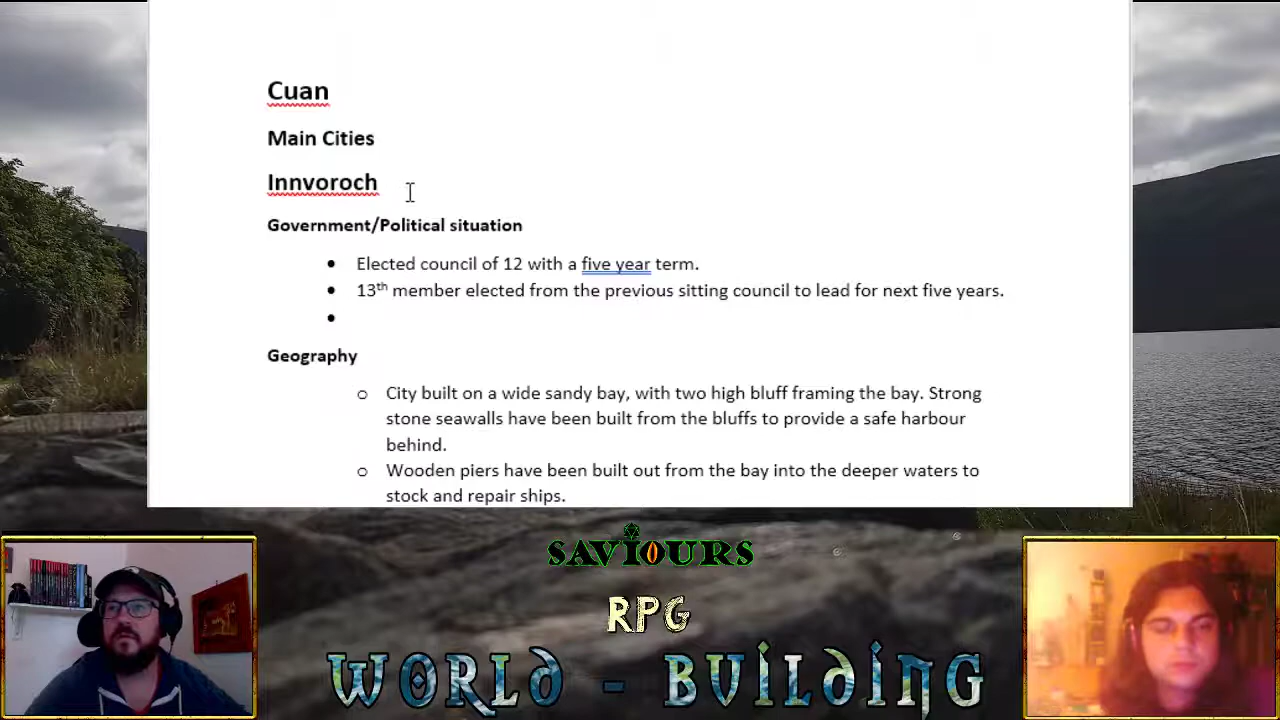 Cuan
Main Cities
Innvoroch
Government/Political situation
• Elected council of 12 with a five year term.
• 13th member elected from the previous sitting council to lead for next five years.
•
Geography
o City built on a wide sandy bay, with two high bluff framing the bay. Strong
stone seawalls have been built from the bluffs to provide a safe harbour
behind.
o Wooden piers have been built out from the bay into the deeper waters to
stock and repair ships.
SAVIOURS
RPG
WORLD - BUILDING